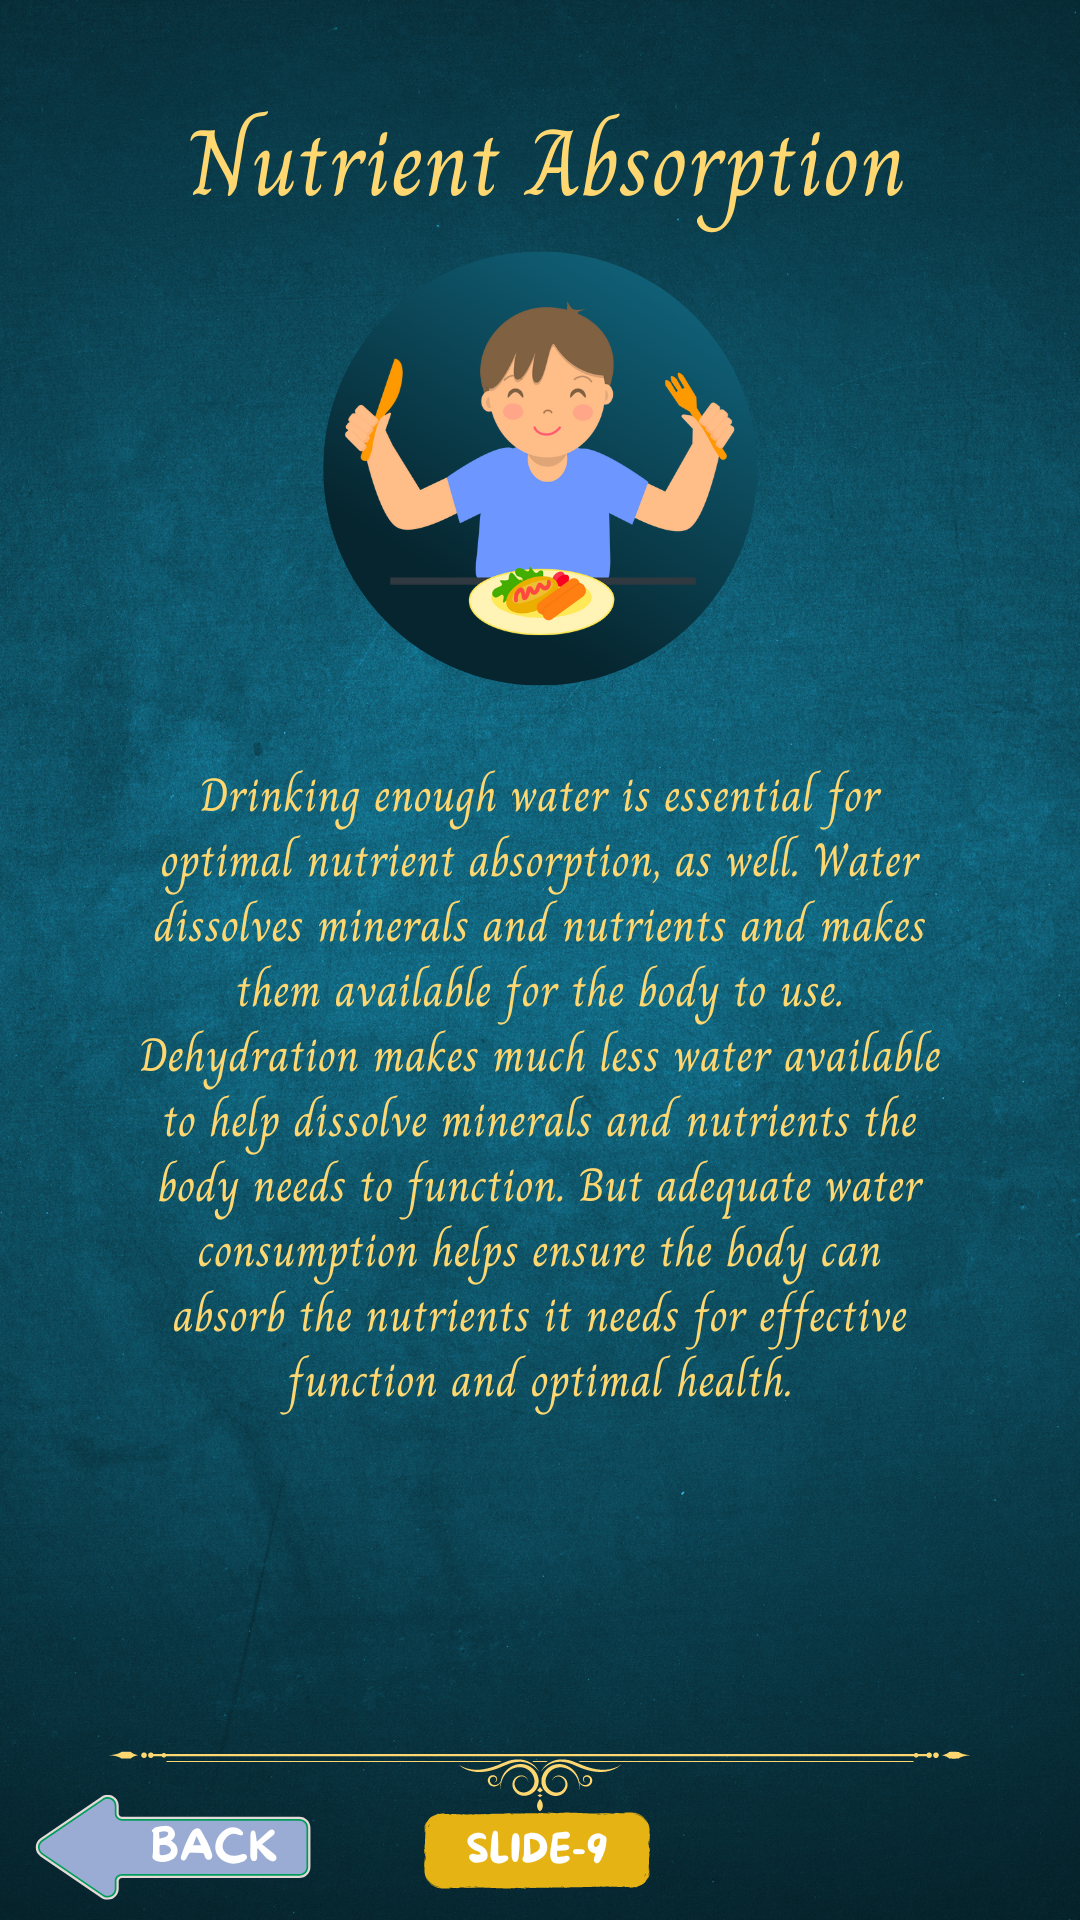 Nutrient Absorption
Drinking enough water is essential for
optimal nutrient absorption, as well. Water
dissolves minerals and nutrients and makes
them available for the body to use.
Dehydration makes much less water available
to help dissolve minerals and nutrients the
body needs to function. But adequate water
consumption helps ensure the body can
absorb the nutrients it needs for effective
function and optimal health.
BACK
SLIDE-9